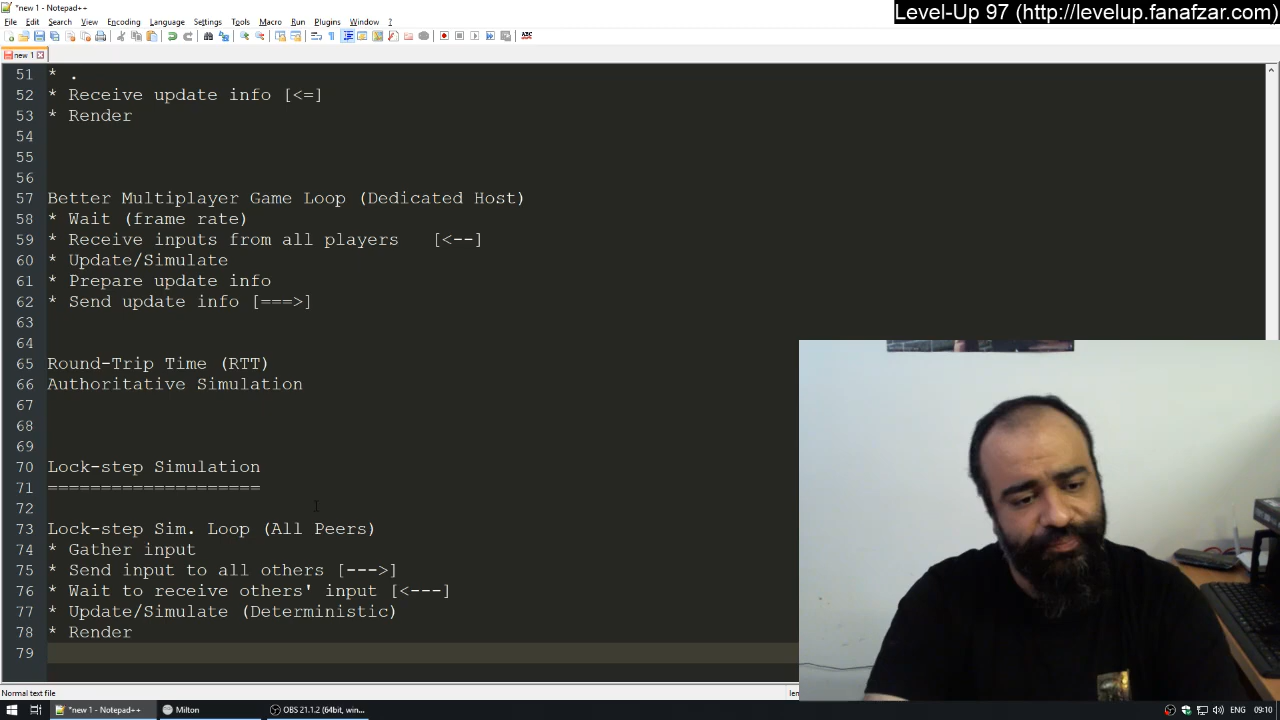 *new 1 - Notepad++
Level-Up 97 (http://levelup.fanafzar.com)
File Edit Search View Encoding Language Settings Tools Macro Run Plugins Window ?
new 1
51 * .
52 * Receive update info [<=]
53 * Render
54
55
56
57 Better Multiplayer Game Loop (Dedicated Host)
58 * Wait (frame rate)
59 * Receive inputs from all players [<--]
60 * Update/Simulate
61 * Prepare update info
62 * Send update info [===>]
63
64
65 Round-Trip Time (RTT)
66 Authoritative Simulation
67
68
69
70 Lock-step Simulation
71 ====================
72
73 Lock-step Sim. Loop (All Peers)
74 * Gather input
75 * Send input to all others [--->]
76 * Wait to receive others' input [<---]
77 * Update/Simulate (Deterministic)
78 * Render
79
Normal text file
*new 1 - Notepad++ Milton OBS 21.1.2 (64bit, win... ENG 09:10